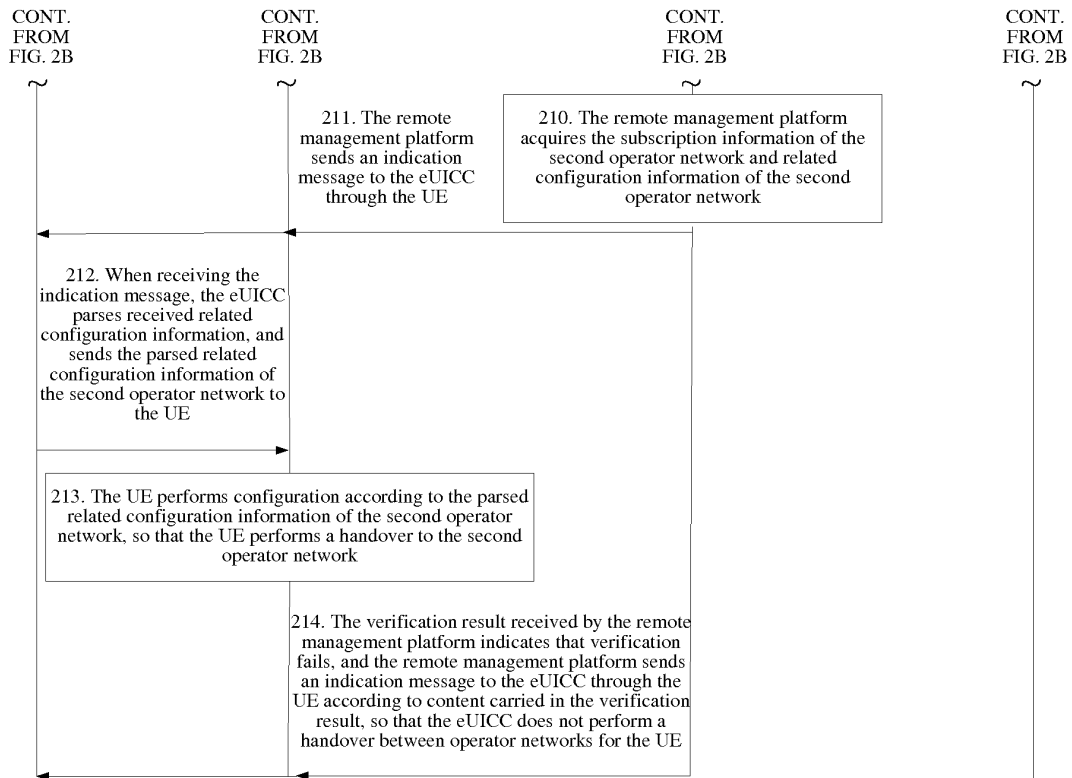 CONT.
FROM
FIG. 2B
CONT.
FROM
FIG. 2B
CONT.
FROM
FIG. 2B
CONT.
FROM
FIG. 2B
211. The remote
management platform
sends an indication
message to the eUICC
through the UE
210. The remote management platform
acquires the subscription information of the
second operator network and related
configuration information of the second
operator network
212. When receiving the
indication message, the eUICC
parses received related
configuration information, and
sends the parsed related
configuration information of
the second operator network to
the UE
213. The UE performs configuration according to the parsed
related configuration information of the second operator
network, so that the UE performs a handover to the second
operator network
214. The verification result received by the remote
management platform indicates that verification
fails, and the remote management platform sends
an indication message to the eUICC through the
UE according to content carried in the verification
result, so that the eUICC does not perform a
handover between operator networks for the UE